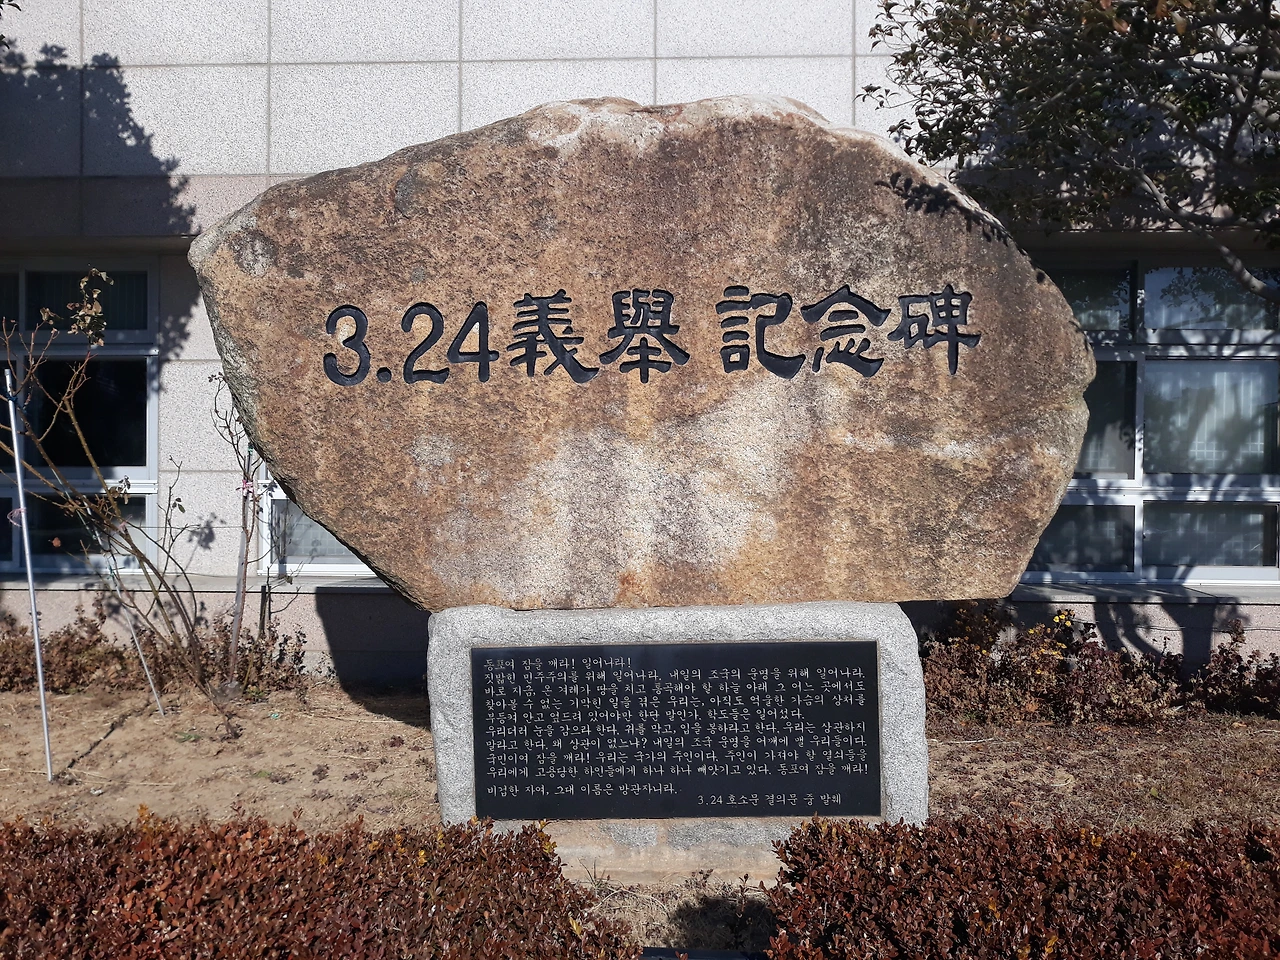 3.24義擧 記念碑
동포여 잠을 깨라! 일어나라!
짓밟힌 민주주의를 위해 일어나라. 내일의 조국의 운명을 위해 일어나라.
바로 지금, 온 겨레가 땅을 치고 통곡해야 할 하늘 아래 그 어느 곳에서도
찾아볼 수 없는 기막힌 일을 겪은 우리는, 아직도 억울한 가슴의 상처를
부둥켜 안고 엎드려 있어야만 한단 말인가. 학도들은 일어섰다.
우리더러 눈을 감으라 한다. 귀를 막고, 입을 봉하라고 한다. 우리는 상관하지
말라고 한다. 왜 상관이 없느냐? 내일의 조국 운명을 어깨에 맬 우리들이다.
국민이여 잠을 깨라! 우리는 국가의 주인이다. 주인이 가져야 할 열쇠들을
우리에게 고용당한 하인들에게 하나 하나 빼앗기고 있다. 동포여 잠을 깨라!
비겁한 자여, 그대 이름은 방관자니라.
3.24 호소문 결의문 중 발췌